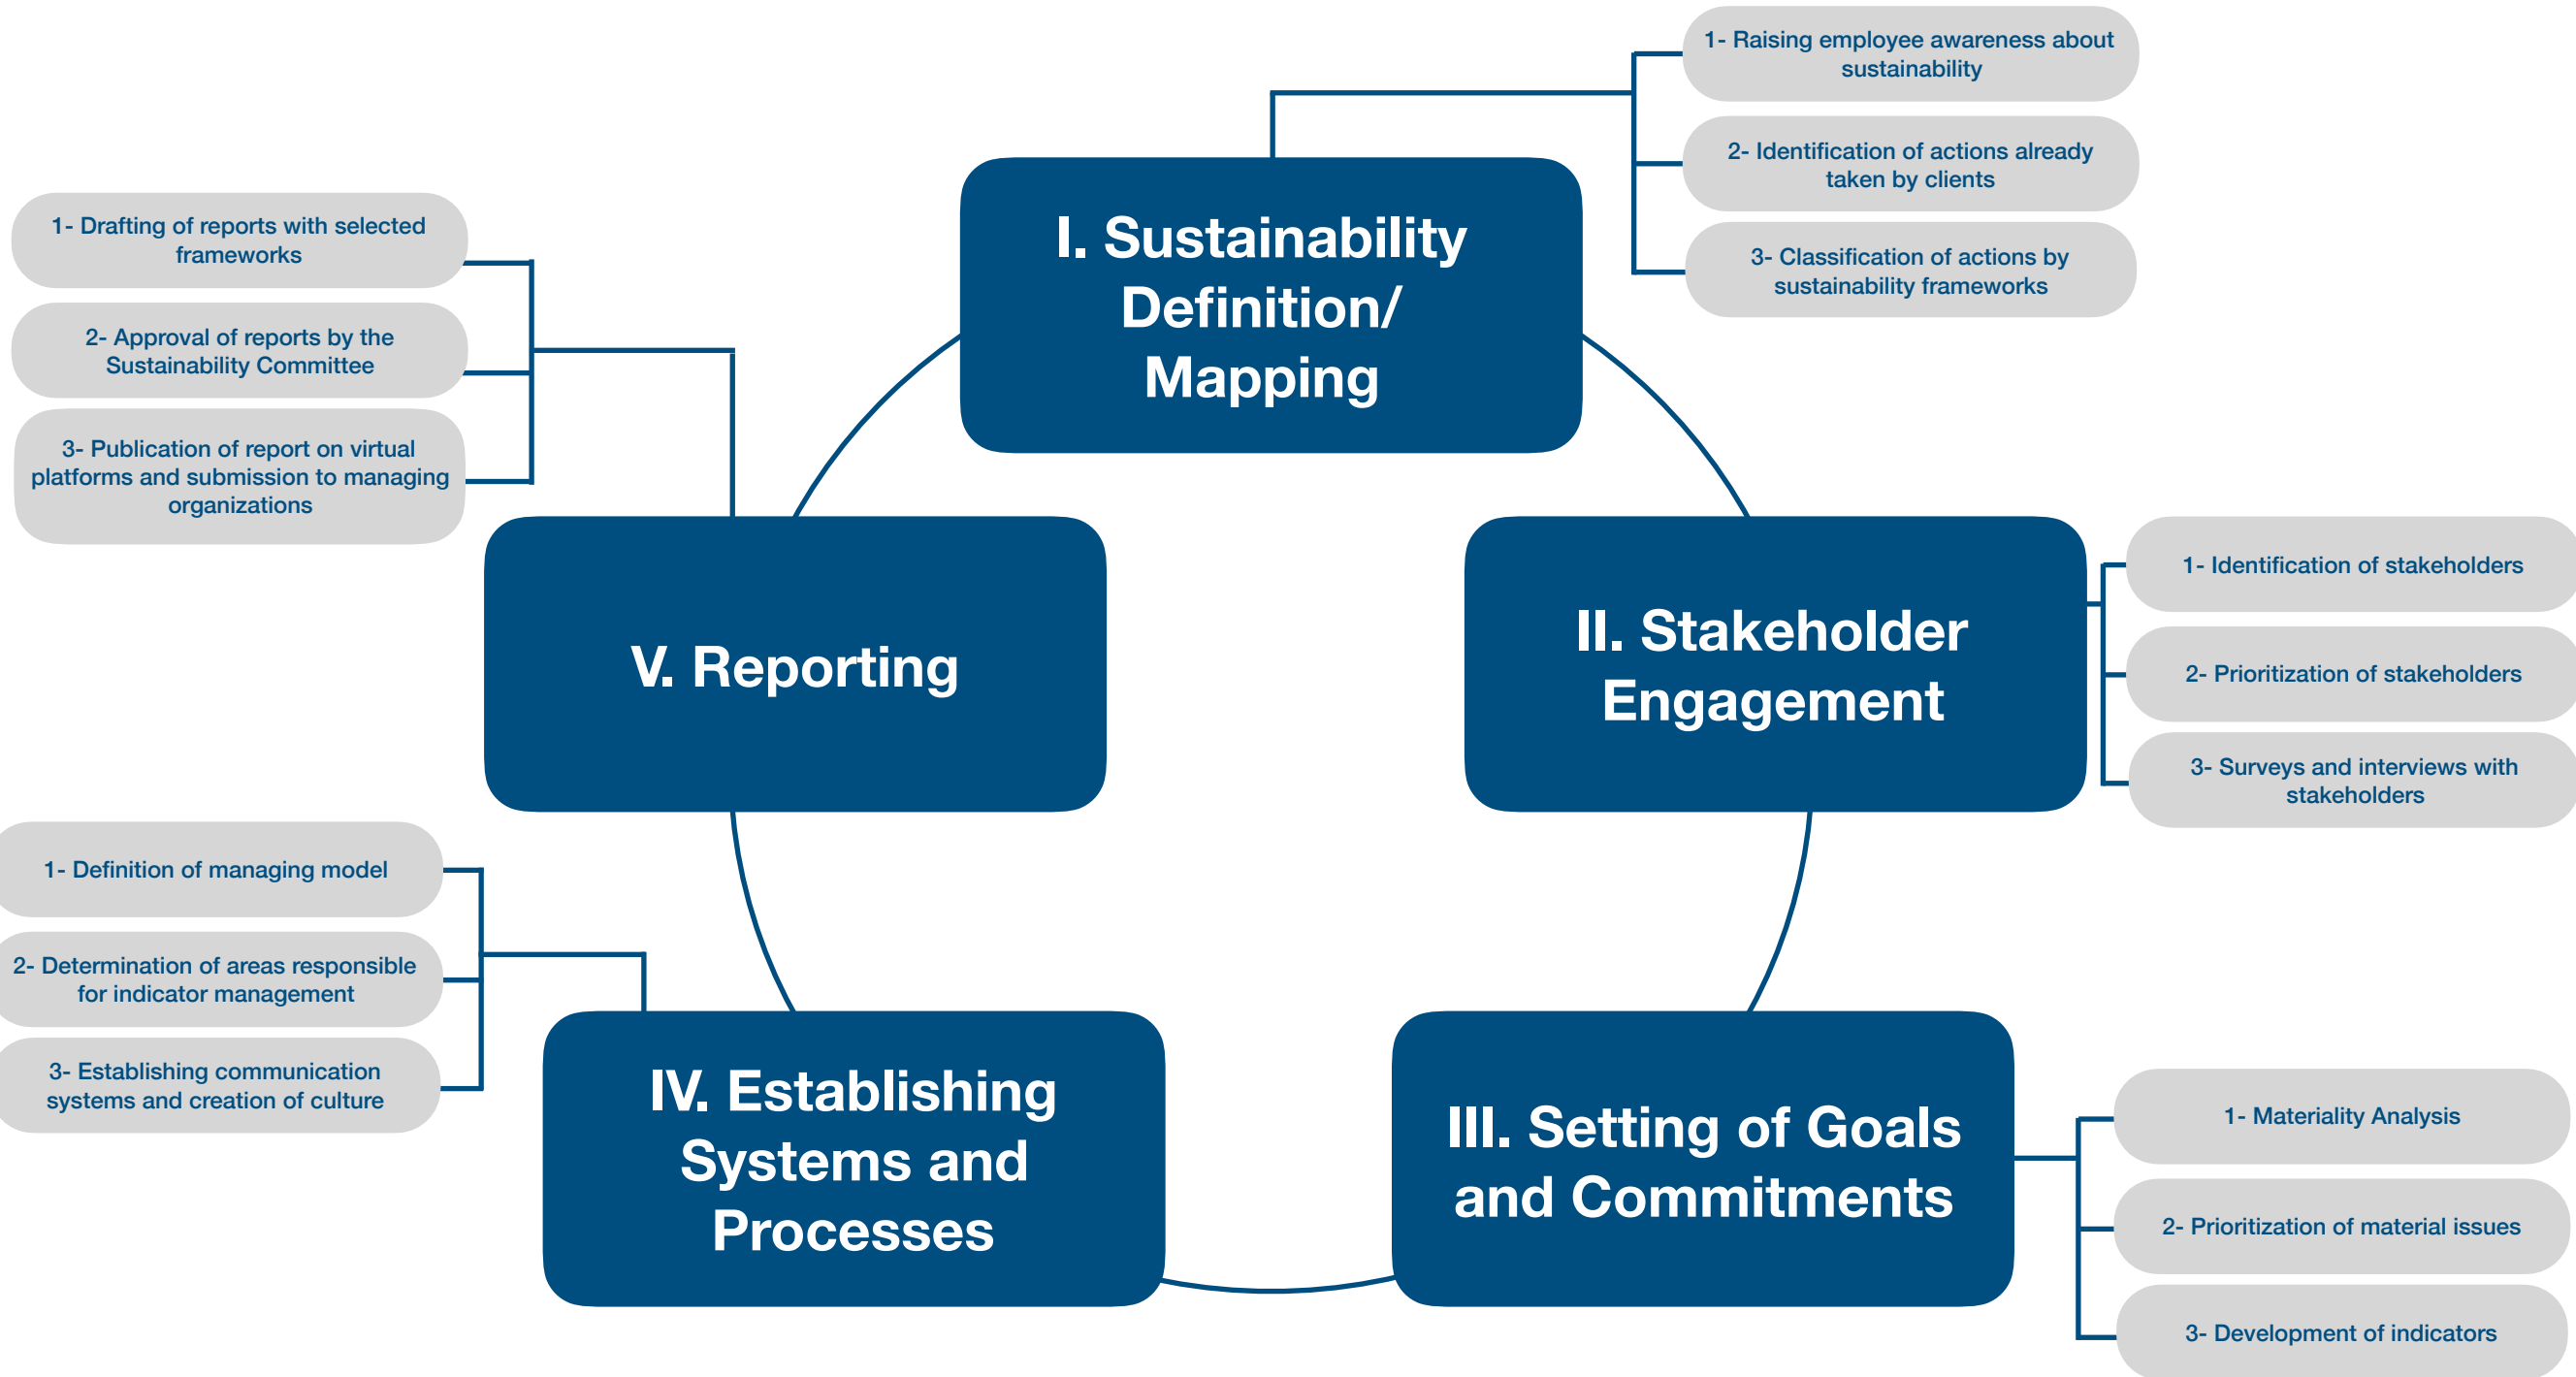 I. Sustainability
Definition/
Mapping
1- Raising employee awareness about
sustainability
2- Identification of actions already
taken by clients
3- Classification of actions by
sustainability frameworks
II. Stakeholder
Engagement
1- Identification of stakeholders
2- Prioritization of stakeholders
3- Surveys and interviews with
stakeholders
III. Setting of Goals
and Commitments
1- Materiality Analysis
2- Prioritization of material issues
3- Development of indicators
IV. Establishing
Systems and
Processes
1- Definition of managing model
2- Determination of areas responsible
for indicator management
3- Establishing communication
systems and creation of culture
V. Reporting
1- Drafting of reports with selected
frameworks
2- Approval of reports by the
Sustainability Committee
3- Publication of report on virtual
platforms and submission to managing
organizations